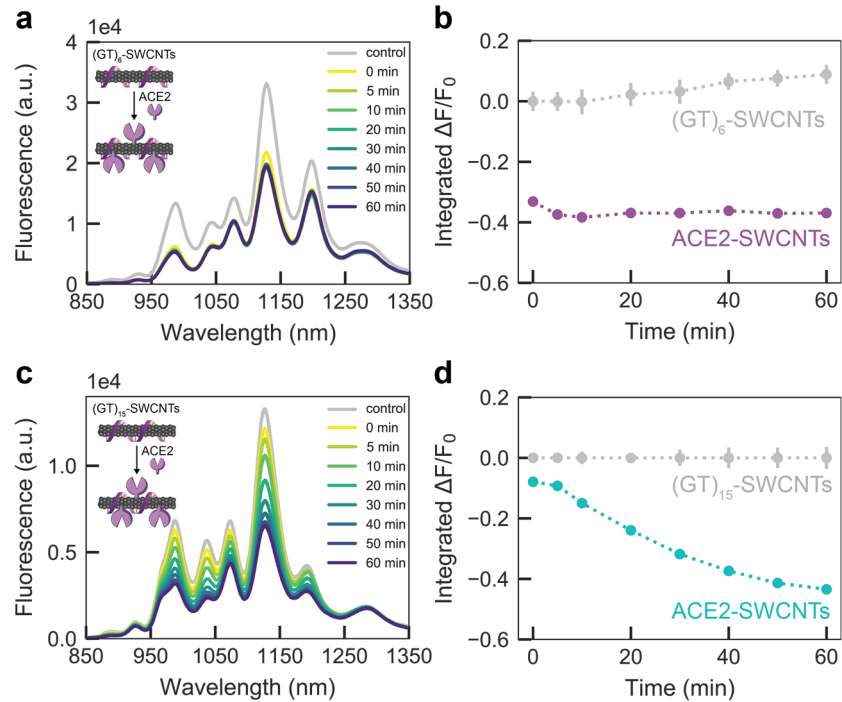 a
1e4
Fluorescence (a.u.)
4
3
2
1
0
(GT)₆-SWCNTs
ACE2
control
0 min
5 min
10 min
20 min
30 min
40 min
50 min
60 min
850 950 1050 1150 1250 1350
Wavelength (nm)
b
Integrated ΔF/F₀
0.2
0.0
−0.2
−0.4
−0.6
(GT)₆-SWCNTs
ACE2-SWCNTs
0 20 40 60
Time (min)
c
1e4
Fluorescence (a.u.)
1.0
0.5
0.0
(GT)₁₅-SWCNTs
ACE2
control
0 min
5 min
10 min
20 min
30 min
40 min
50 min
60 min
850 950 1050 1150 1250 1350
Wavelength (nm)
d
Integrated ΔF/F₀
0.2
0.0
−0.2
−0.4
−0.6
(GT)₁₅-SWCNTs
ACE2-SWCNTs
0 20 40 60
Time (min)